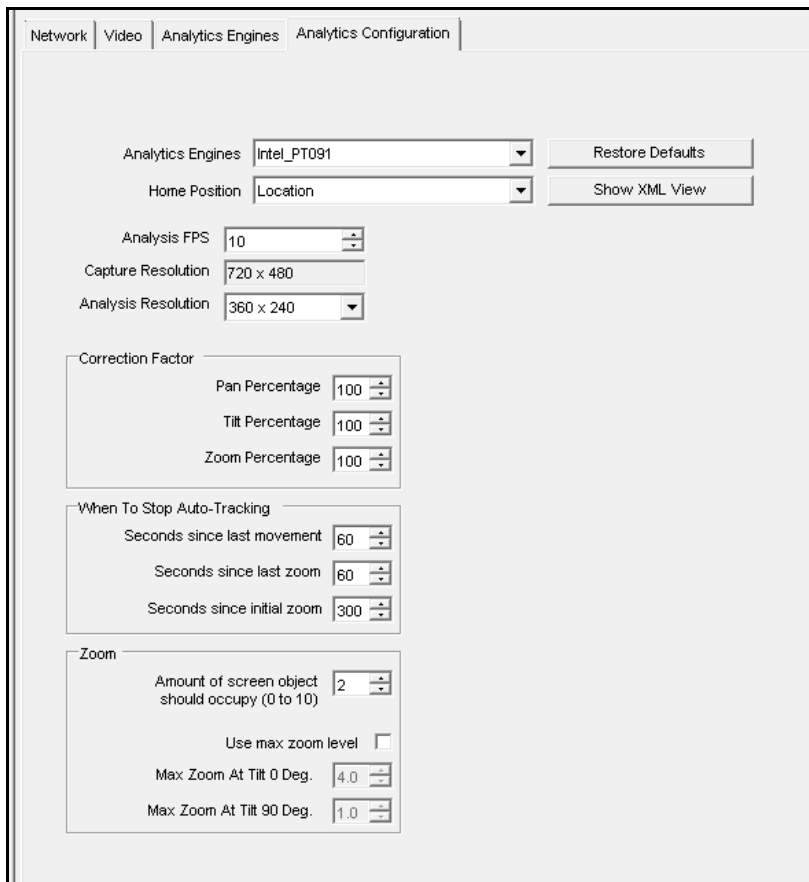 Network Video Analytics Engines Analytics Configuration
Analytics Engines Intel_PT091 Restore Defaults
Home Position Location Show XML View
Analysis FPS 10
Capture Resolution 720 x 480
Analysis Resolution 360 x 240
Correction Factor
Pan Percentage 100
Tilt Percentage 100
Zoom Percentage 100
When To Stop Auto-Tracking
Seconds since last movement 60
Seconds since last zoom 60
Seconds since initial zoom 300
Zoom
Amount of screen object 2
should occupy (0 to 10)
Use max zoom level
Max Zoom At Tilt 0 Deg. 4.0
Max Zoom At Tilt 90 Deg. 1.0